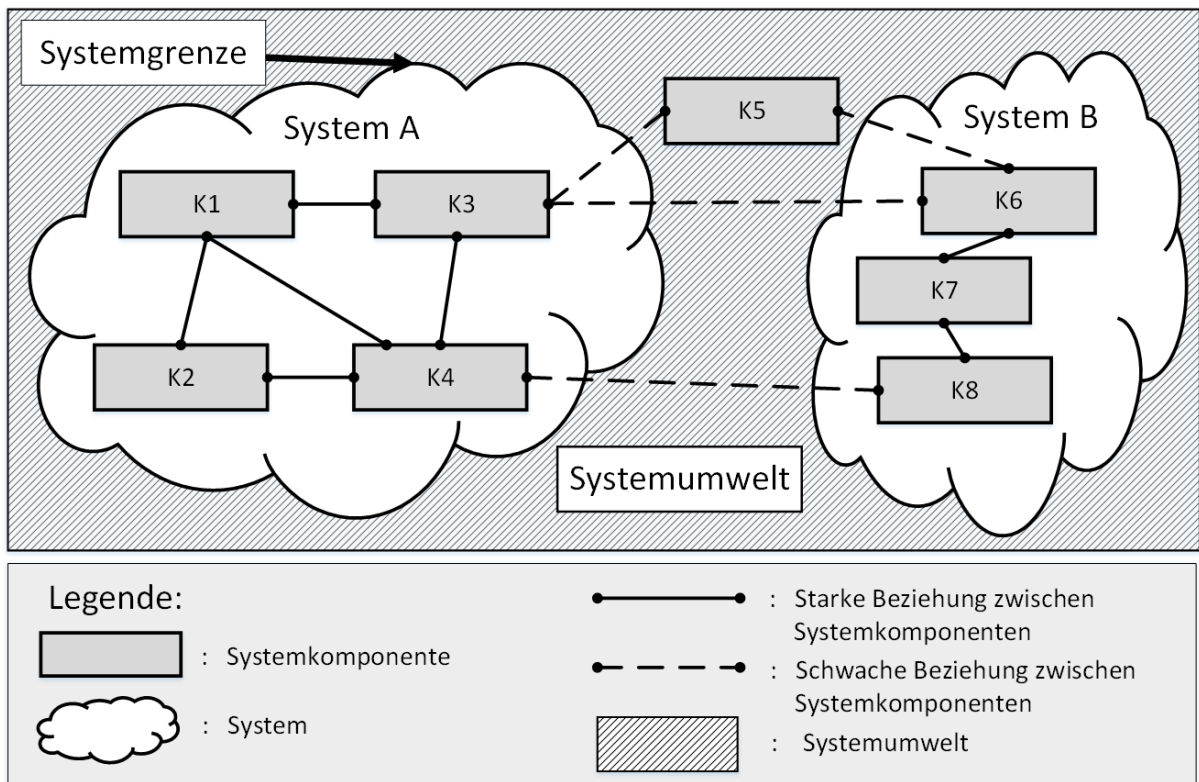 Systemgrenze
System A
K5
System B
K1
K3
K6
K7
K2
K4
K8
Systemumwelt
Legende:
: Systemkomponente
: System
: Starke Beziehung zwischen
Systemkomponenten
: Schwache Beziehung zwischen
Systemkomponenten
: Systemumwelt